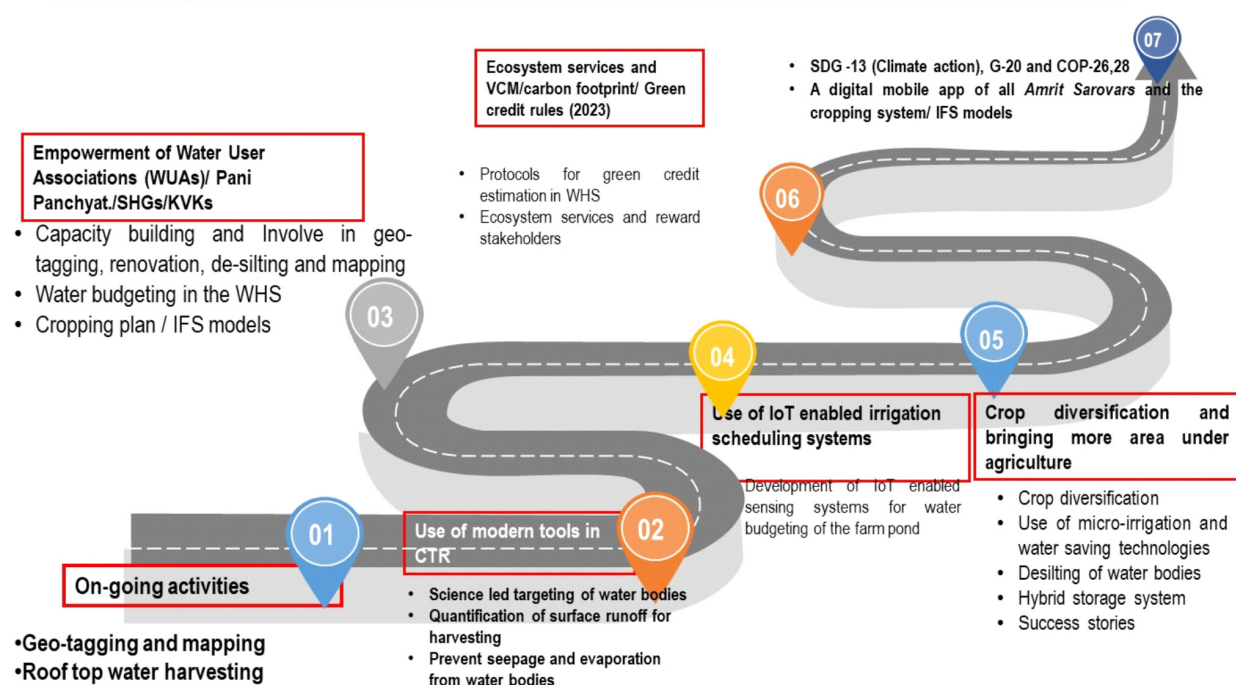 07
Ecosystem services and
VCM/carbon footprint/ Green
credit rules (2023)
• SDG -13 (Climate action), G-20 and COP-26,28
• A digital mobile app of all Amrit Sarovars and the
cropping system/ IFS models
Empowerment of Water User
Associations (WUAs)/ Pani
Panchyat./SHGs/KVKs
• Protocols for green credit
estimation in WHS
• Ecosystem services and reward
stakeholders
06
• Capacity building and Involve in geo-
tagging, renovation, de-silting and mapping
• Water budgeting in the WHS
• Cropping plan / IFS models
03
04
05
Use of IoT enabled irrigation
scheduling systems
Crop diversification and
bringing more area under
agriculture
Development of IoT enabled
sensing systems for water
budgeting of the farm pond
• Crop diversification
• Use of micro-irrigation and
water saving technologies
• Desilting of water bodies
• Hybrid storage system
• Success stories
01
Use of modern tools in
CTR
02
On-going activities
• Science led targeting of water bodies
• Quantification of surface runoff for
harvesting
• Prevent seepage and evaporation
from water bodies
•Geo-tagging and mapping
•Roof top water harvesting